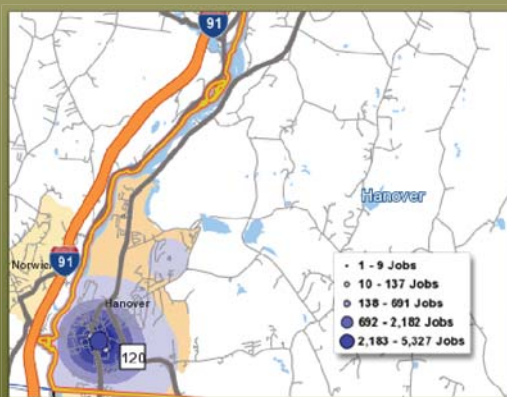 91
Hanover
91
Norwic
Hanover
120
1 - 9 Jobs
10 - 137 Jobs
138 - 691 Jobs
692 - 2,182 Jobs
2,183 - 5,327 Jobs